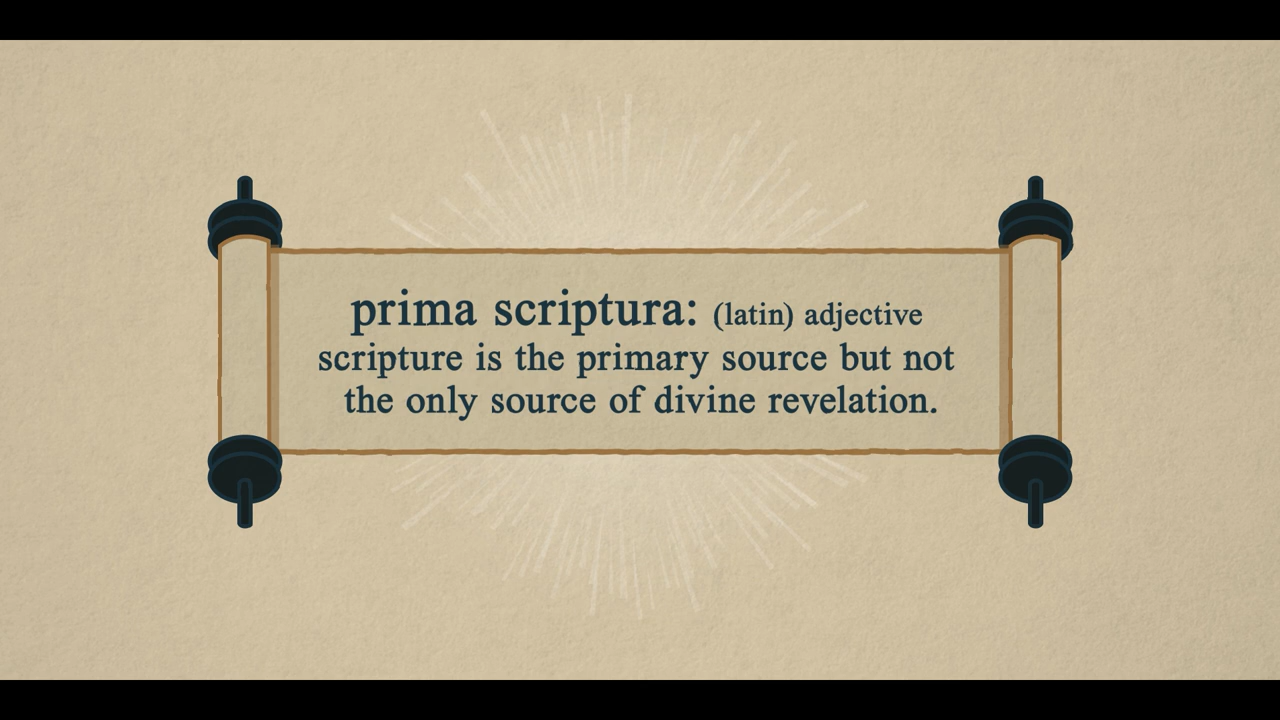 prima scriptura: (latin) adjective
scripture is the primary source but not
the only source of divine revelation.